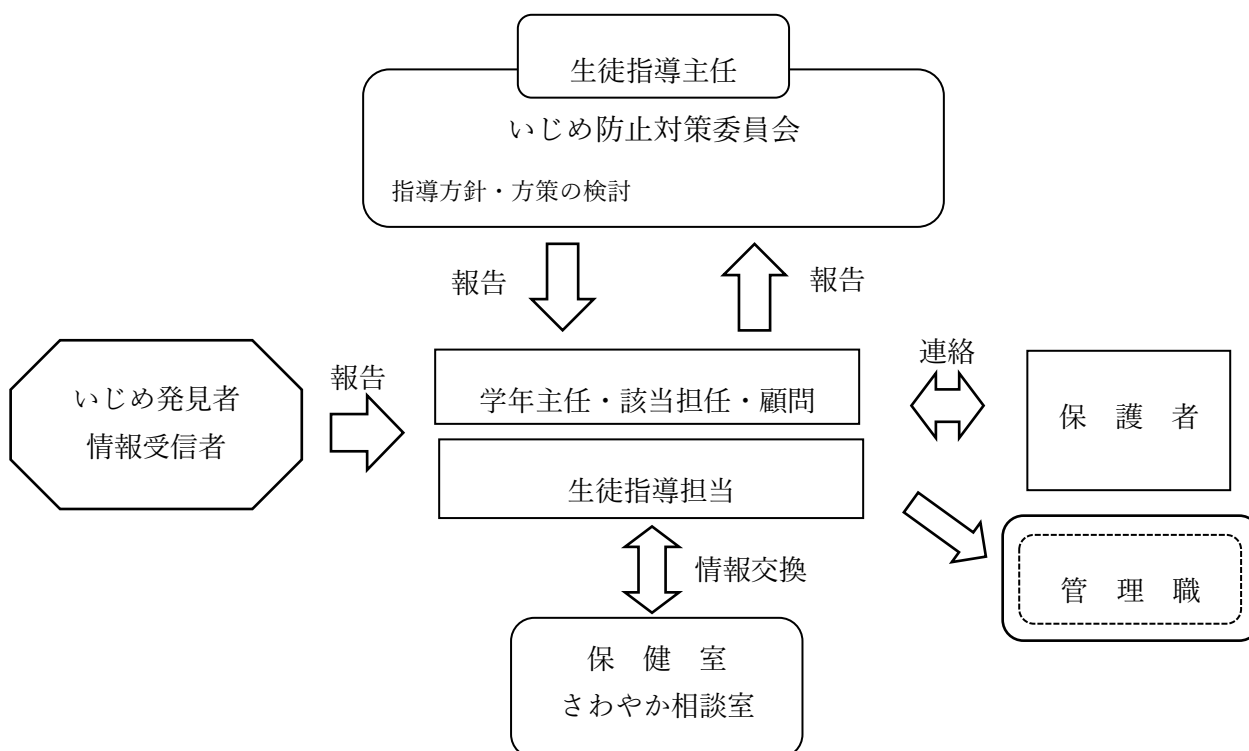 生徒指導主任
いじめ防止対策委員会
指導方針・方策の検討
報告
報告
連絡
報告
いじめ発見者
情報受信者
学年主任・該当担任・顧問
保　護　者
生徒指導担当
情報交換
管　理　職
保　健　室
さわやか相談室